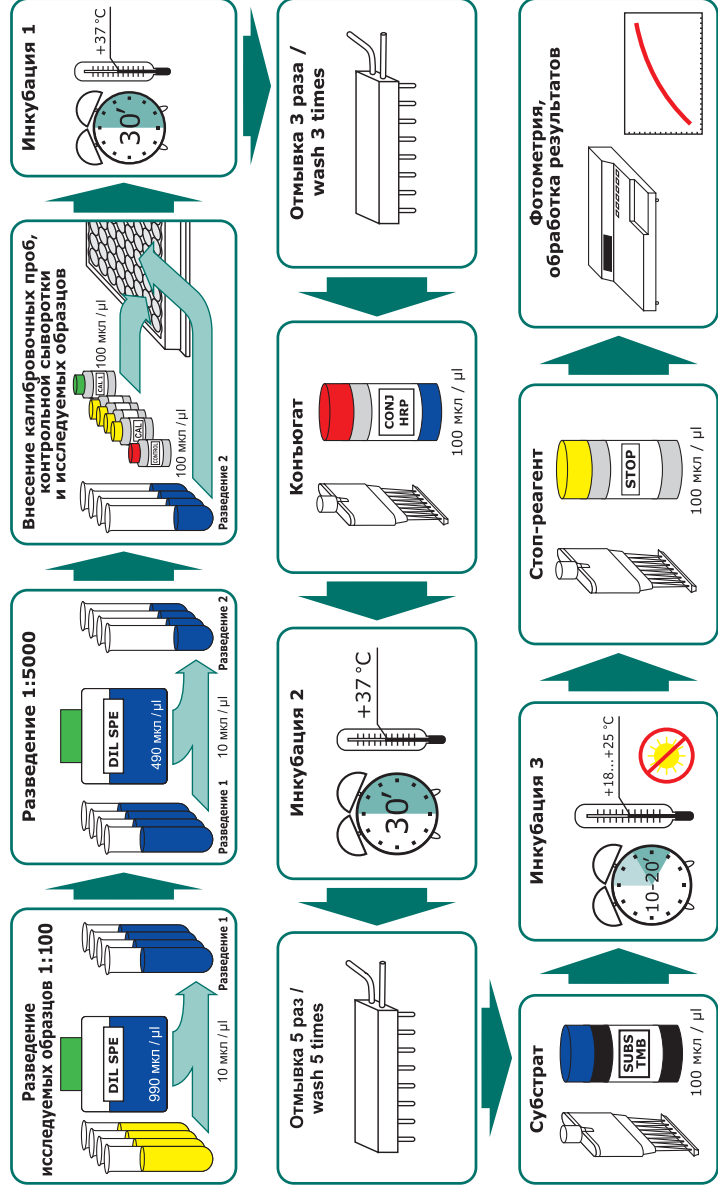 Разведение
исследуемых образцов 1:100
DIL SPE
990 мкл / µl
10 мкл / µl
Разведение 1
Разведение 1:5000
DIL SPE
490 мкл / µl
Разведение 1
10 мкл / µl
Разведение 2
Внесение калибровочных проб,
контрольной сыворотки
и исследуемых образцов
CONTROL
CAL
CAL 1
100 мкл / µl
100 мкл / µl
Разведение 2
Инкубация 1
30′
+37 °C
Отмывка 3 раза /
wash 3 times
Конъюгат
CONJ
HRP
100 мкл / µl
Инкубация 2
30′
+37 °C
Отмывка 5 раз /
wash 5 times
Субстрат
SUBS
TMB
100 мкл / µl
Инкубация 3
10-20′
+18...+25 °C
Стоп-реагент
STOP
100 мкл / µl
Фотометрия,
обработка результатов